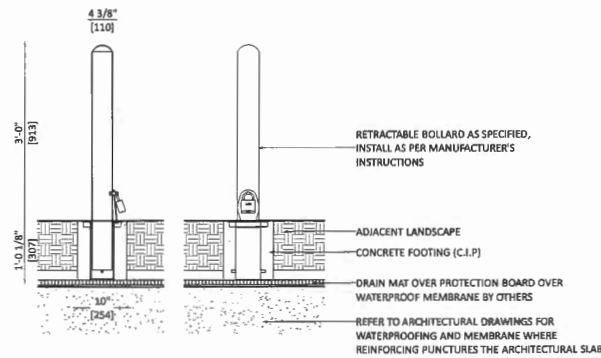 4 3/8"
[110]
3'-0"
[913]
1'-0 1/8"
[307]
10"
[254]
RETRACTABLE BOLLARD AS SPECIFIED,
INSTALL AS PER MANUFACTURER'S
INSTRUCTIONS
ADJACENT LANDSCAPE
CONCRETE FOOTING (C.I.P)
DRAIN MAT OVER PROTECTION BOARD OVER
WATERPROOF MEMBRANE BY OTHERS
REFER TO ARCHITECTURAL DRAWINGS FOR
WATERPROOFING AND MEMBRANE WHERE
REINFORCING PUNCTURES THE ARCHITECTURAL SLAB